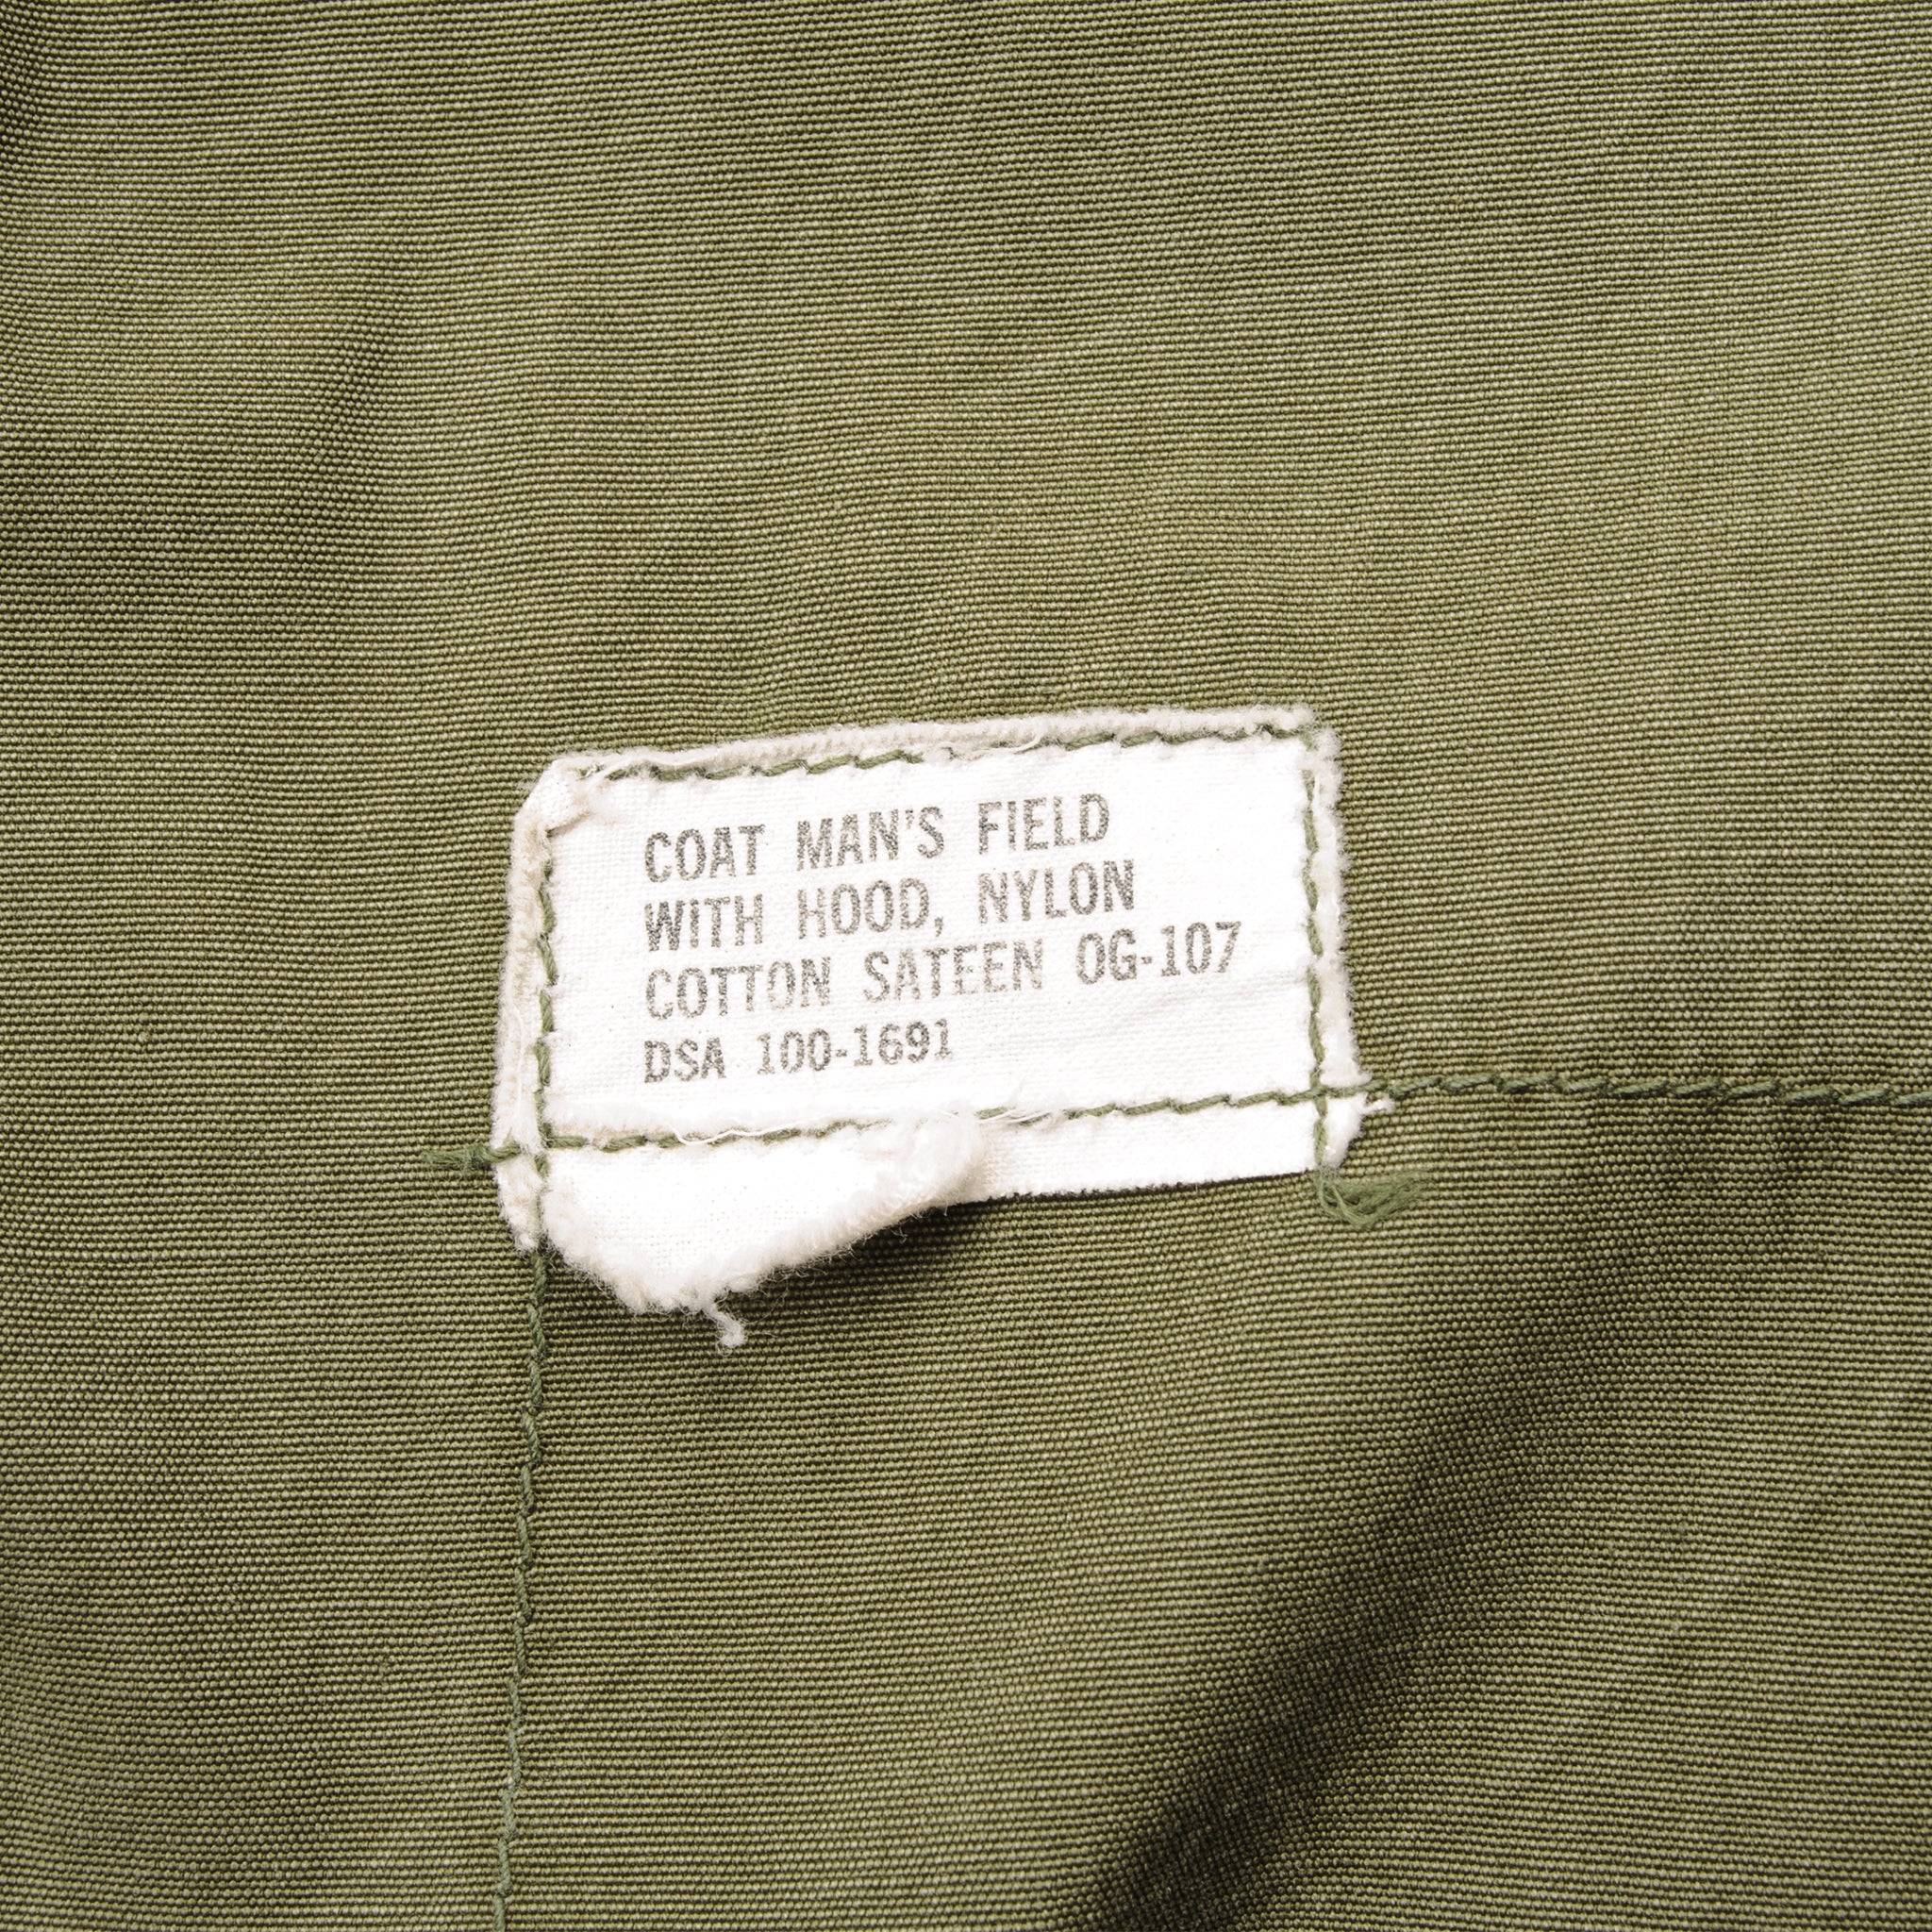 COAT MAN'S FIELD
WITH HOOD, NYLON
COTTON SATEEN OG-107
DSA 100-1691